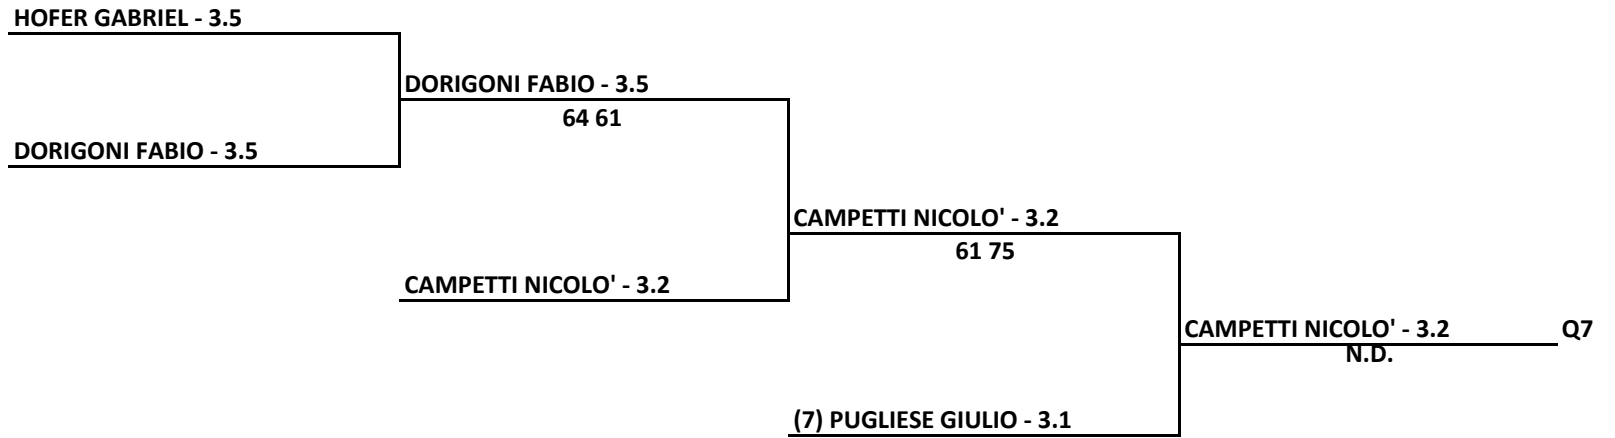 HOFER GABRIEL - 3.5
DORIGONI FABIO - 3.5
64 61
DORIGONI FABIO - 3.5
CAMPETTI NICOLO' - 3.2
61 75
CAMPETTI NICOLO' - 3.2
CAMPETTI NICOLO' - 3.2 Q7
N.D.
(7) PUGLIESE GIULIO - 3.1